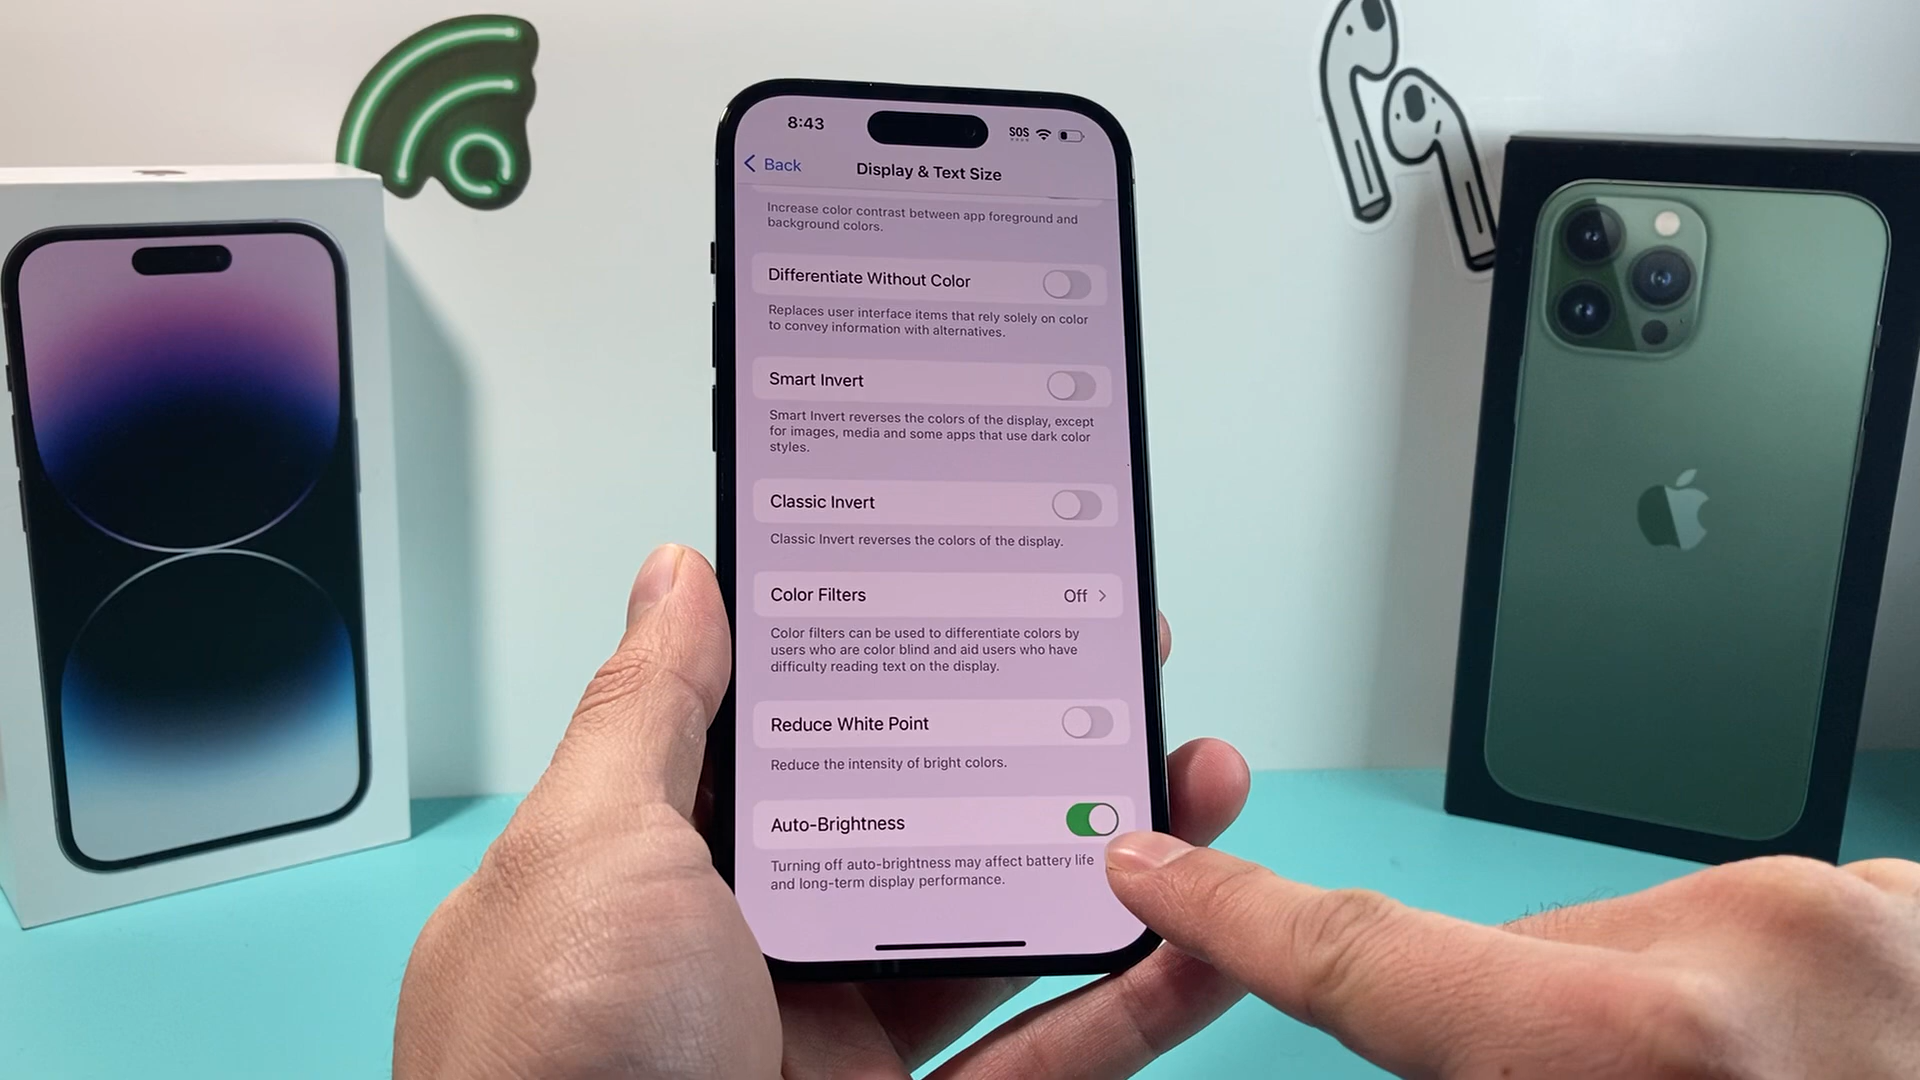 8:43
SOS
Back
Display & Text Size
Increase color contrast between app foreground and
background colors.
Differentiate Without Color
Replaces user interface items that rely solely on color
to convey information with alternatives.
Smart Invert
Smart Invert reverses the colors of the display, except
for images, media and some apps that use dark color
styles.
Classic Invert
Classic Invert reverses the colors of the display.
Color Filters
Off
Color filters can be used to differentiate colors by
users who are color blind and aid users who have
difficulty reading text on the display.
Reduce White Point
Reduce the intensity of bright colors.
Auto-Brightness
Turning off auto-brightness may affect battery life
and long-term display performance.